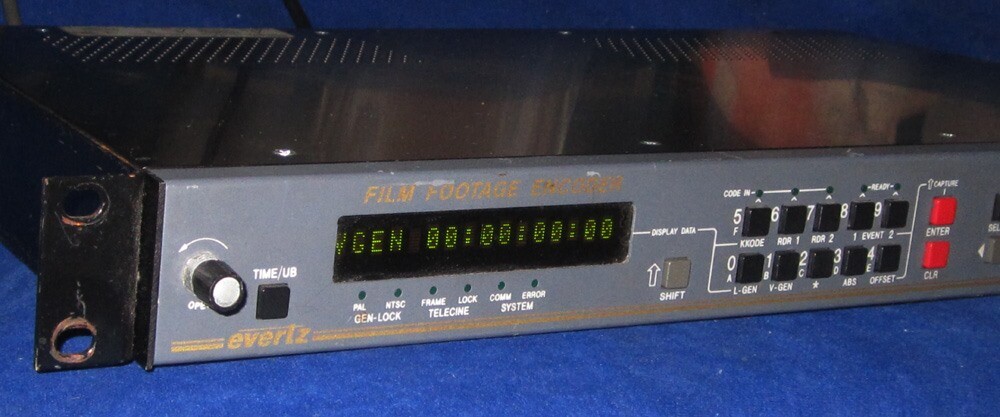 FILM FOOTAGE ENCODER
VGEN 00:00:00:00
TIME/UB
PAL NTSC FRAME LOCK COMM ERROR
GEN-LOCK TELECINE SYSTEM
evertz
DISPLAY DATA
SHIFT
CODE IN
READY
CAPTURE
5 6 7 8 9
F
KKODE RDR 1 RDR 2 1 EVENT 2
ENTER
0 1 2 3 4
A B C D E
L-GEN V-GEN * ABS OFFSET
CLR